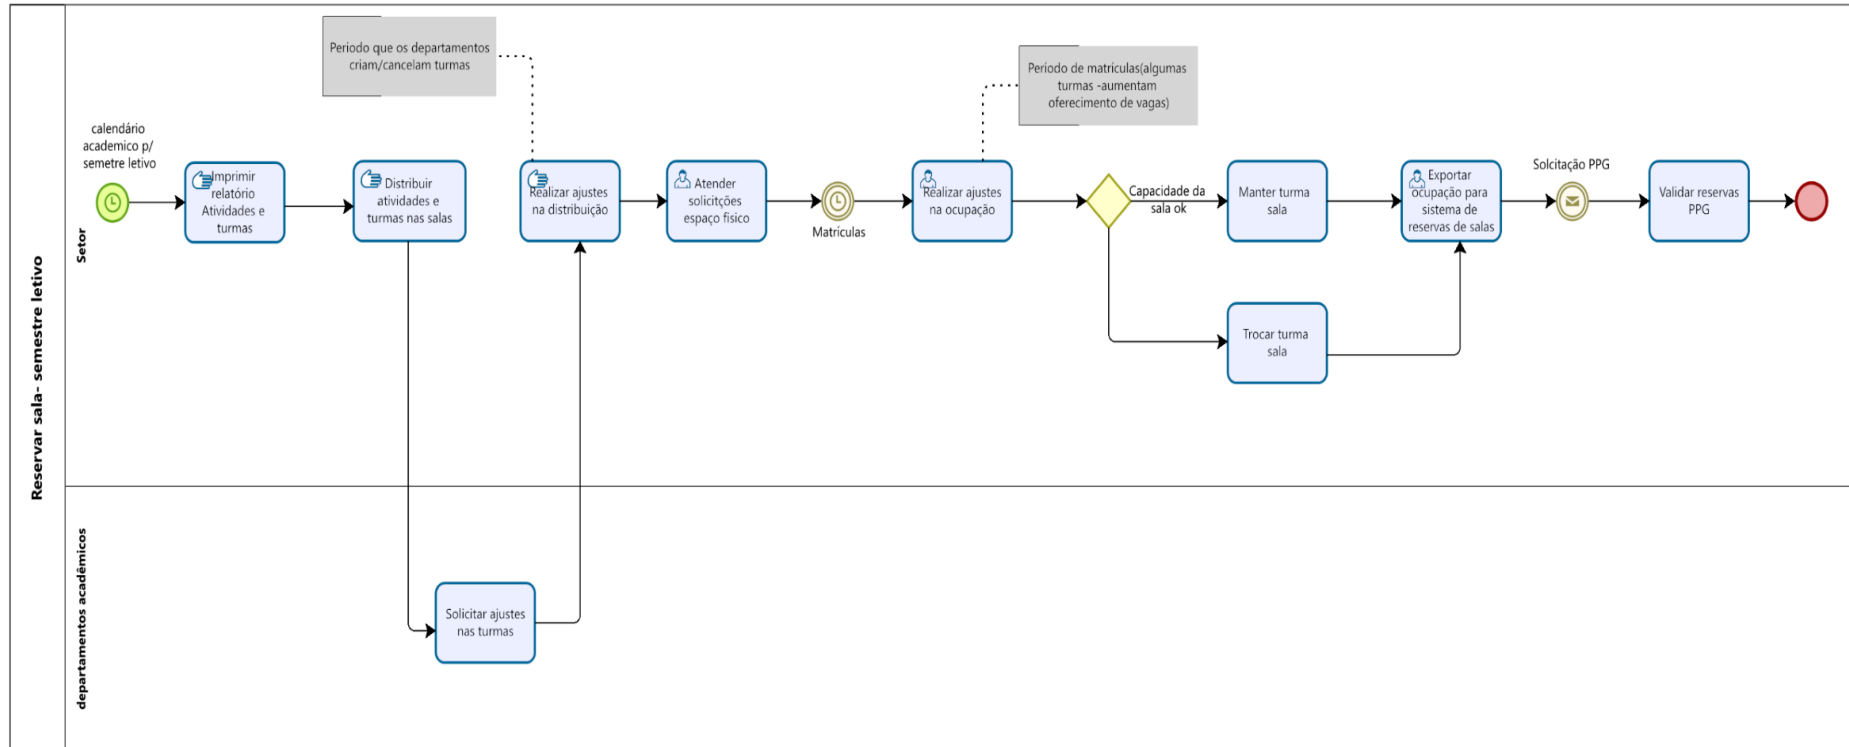 Reservar sala- semestre letivo
Setor
calendário
academico p/
semetre letivo
Imprimir
relatório
Atividades e
turmas
Distribuir
atividades e
turmas nas salas
Periodo que os departamentos
criam/cancelam turmas
Realizar ajustes
na distribuição
Atender
solicitções
espaço fisico
Matrículas
Periodo de matriculas(algumas
turmas -aumentam
oferecimento de vagas)
Realizar ajustes
na ocupação
Capacidade da
sala ok
Manter turma
sala
Trocar turma
sala
Exportar
ocupação para
sistema de
reservas de salas
Solcitação PPG
Validar reservas
PPG
departamentos acadêmicos
Solicitar ajustes
nas turmas